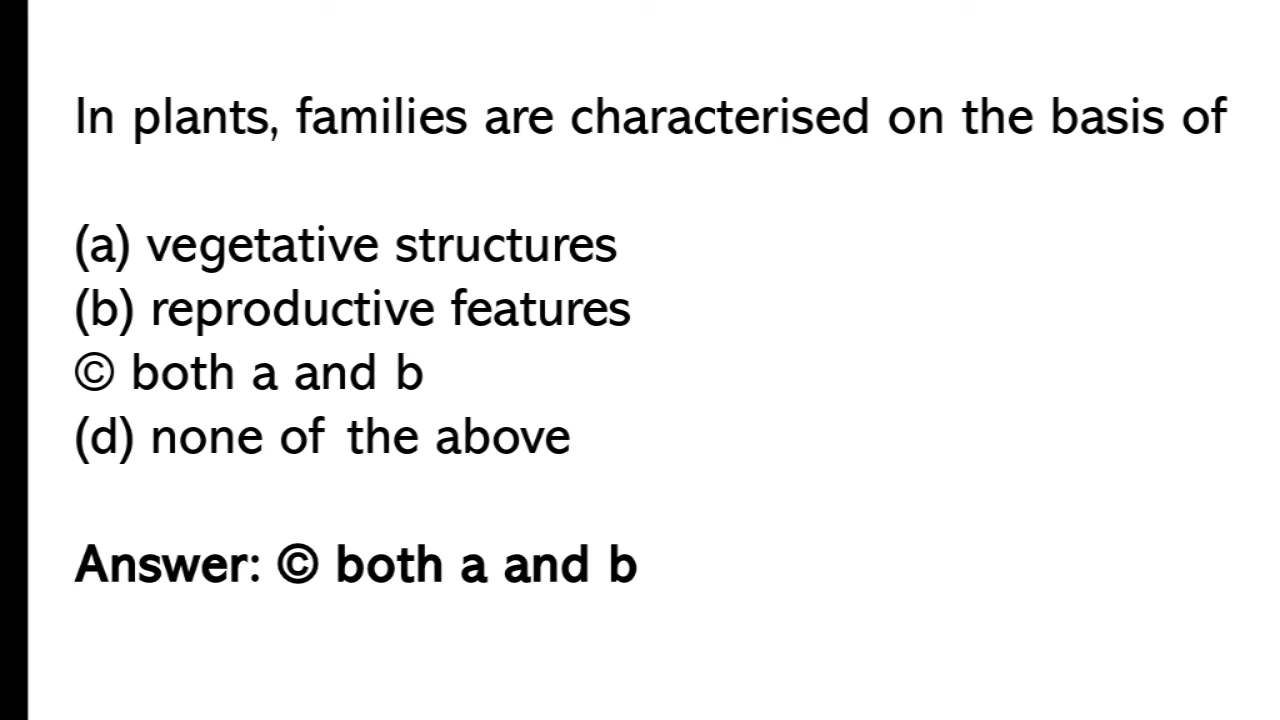 In plants, families are characterised on the basis of
(a) vegetative structures
(b) reproductive features
© both a and b
(d) none of the above
Answer: © both a and b